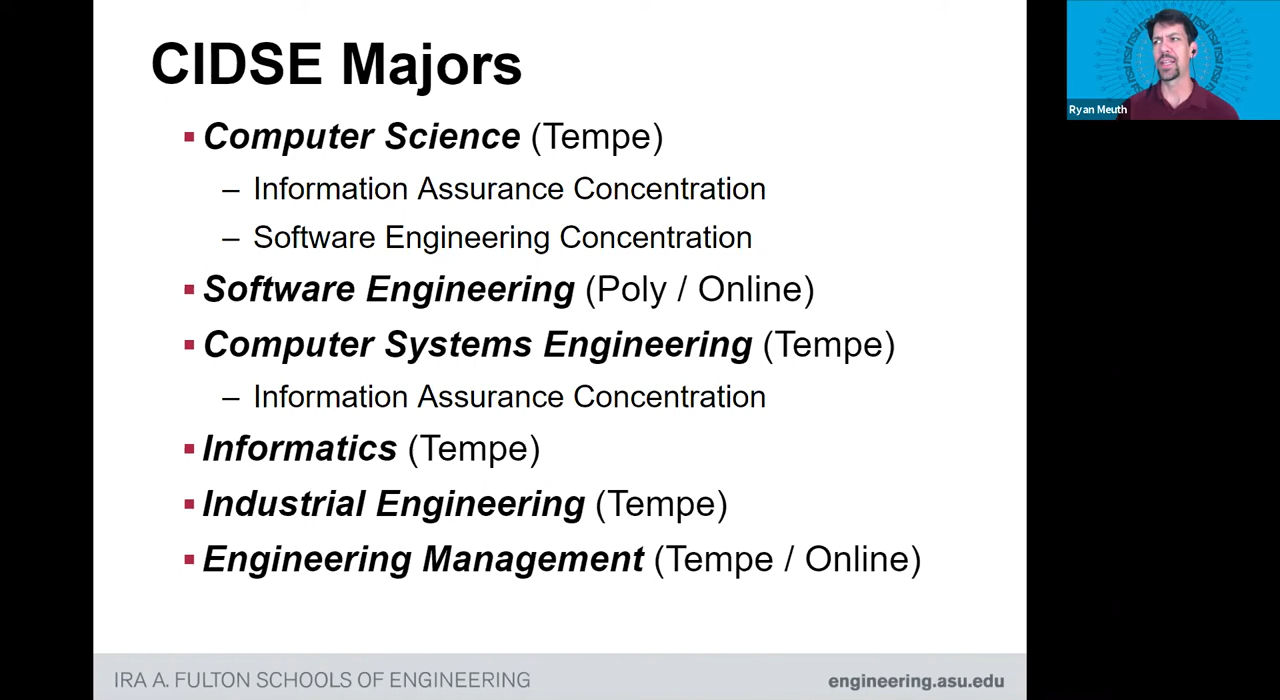 CIDSE Majors
▪ Computer Science (Tempe)
– Information Assurance Concentration
– Software Engineering Concentration
▪ Software Engineering (Poly / Online)
▪ Computer Systems Engineering (Tempe)
– Information Assurance Concentration
▪ Informatics (Tempe)
▪ Industrial Engineering (Tempe)
▪ Engineering Management (Tempe / Online)
IRA A. FULTON SCHOOLS OF ENGINEERING
engineering.asu.edu
Ryan Meuth